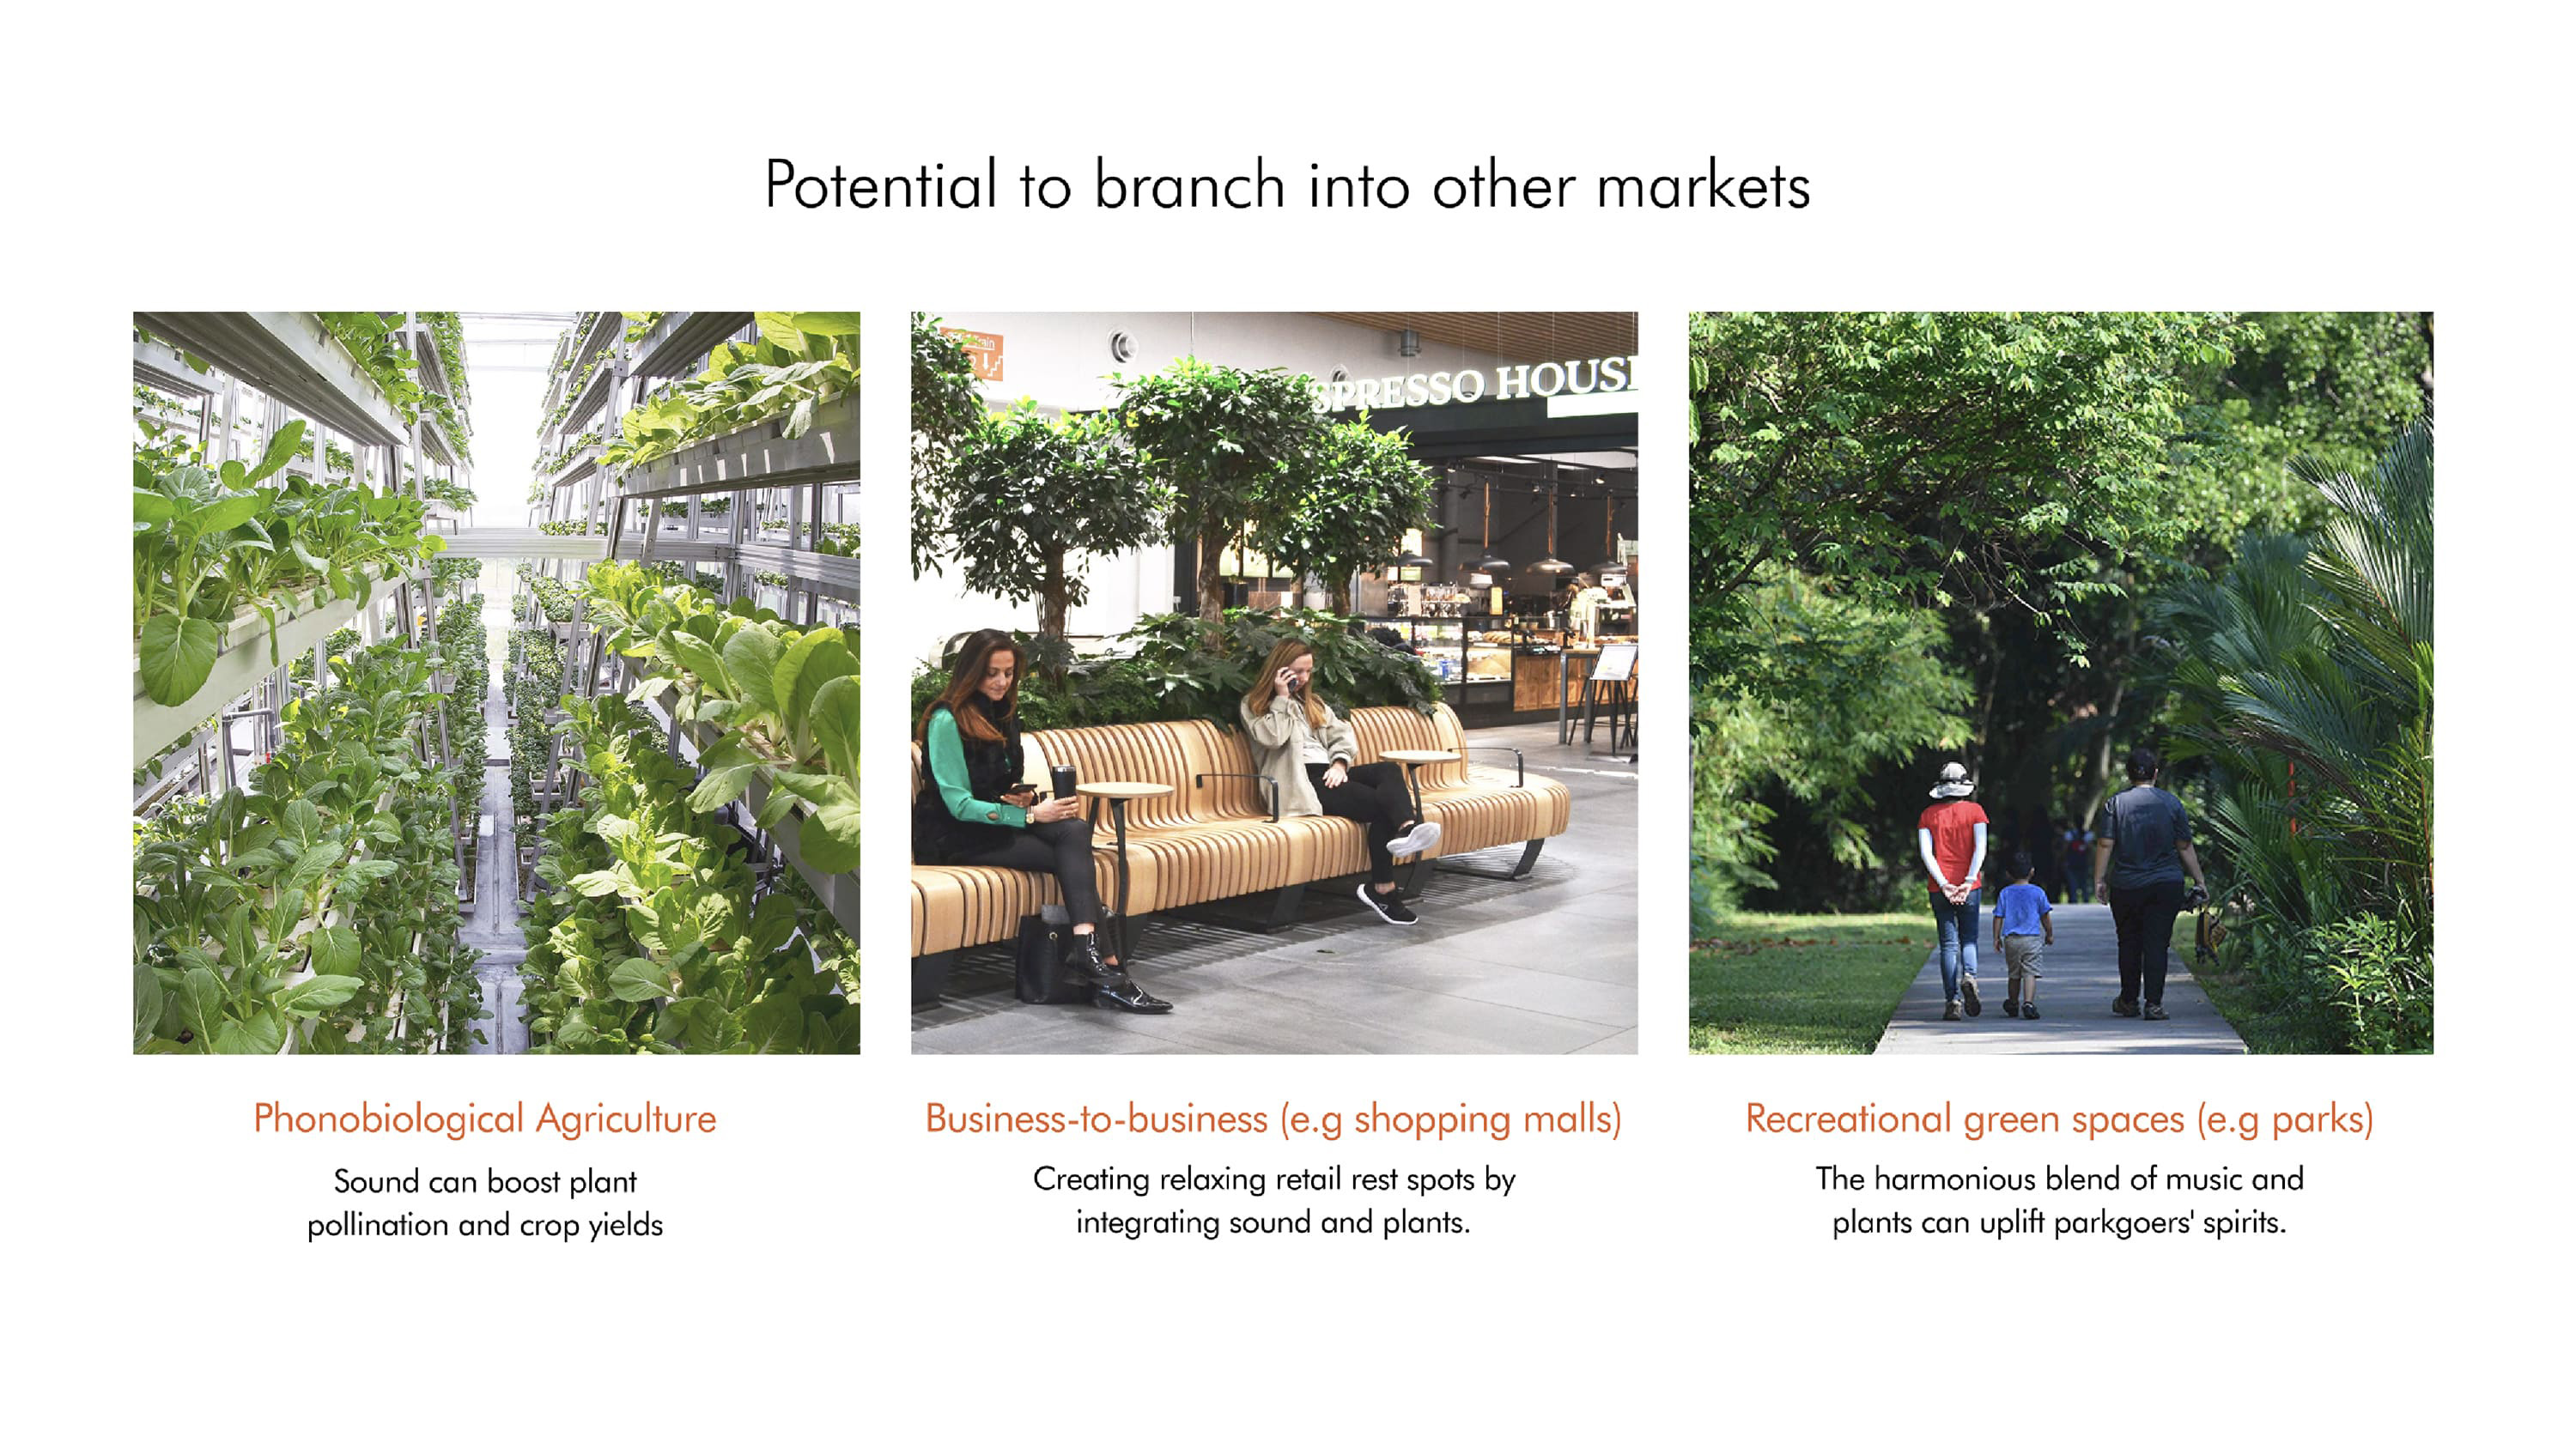 Potential to branch into other markets
SPRESSO HOUSE
Phonobiological Agriculture
Sound can boost plant
pollination and crop yields
Business-to-business (e.g shopping malls)
Creating relaxing retail rest spots by
integrating sound and plants.
Recreational green spaces (e.g parks)
The harmonious blend of music and
plants can uplift parkgoers' spirits.